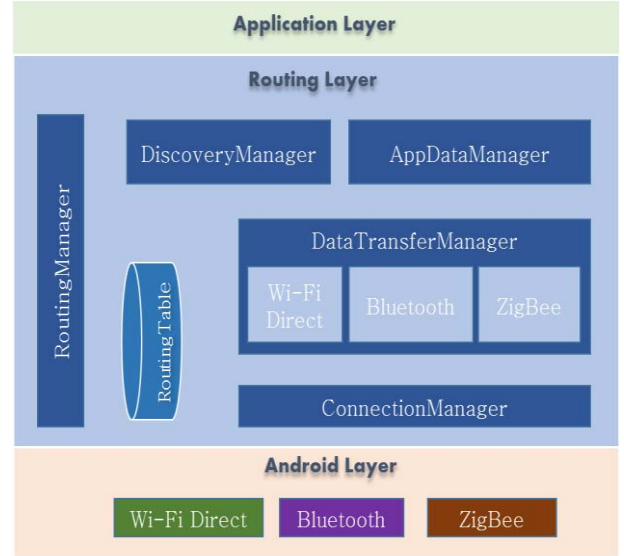 Application Layer
Routing Layer
RoutingManager
DiscoveryManager
AppDataManager
RoutingTable
DataTransferManager
Wi-Fi
Direct
Bluetooth
ZigBee
ConnectionManager
Android Layer
Wi-Fi Direct
Bluetooth
ZigBee